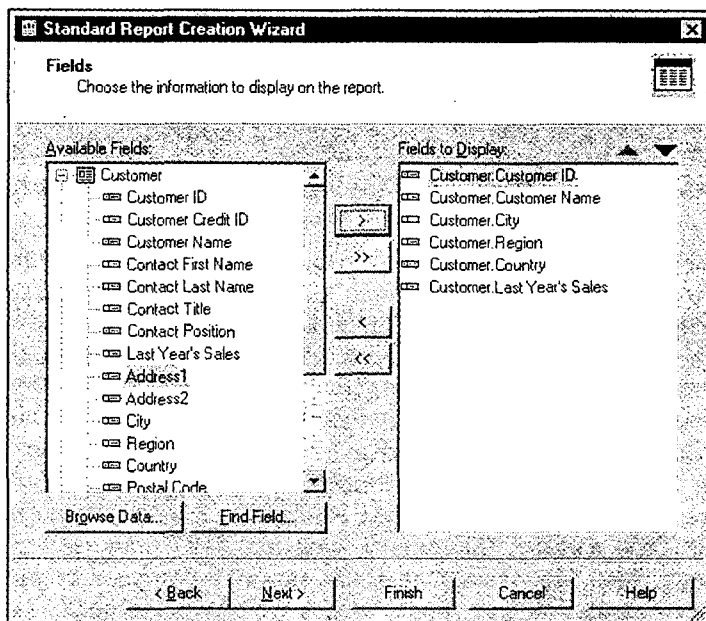 Standard Report Creation Wizard
Fields
Choose the information to display on the report.
Available Fields:
Customer
Customer ID
Customer Credit ID
Customer Name
Contact First Name
Contact Last Name
Contact Title
Contact Position
Last Year's Sales
Address1
Address2
City
Region
Country
Postal Code
Browse Data...
Find Field...
>
>>
<
<<
Fields to Display:
Customer.Customer ID
Customer.Customer Name
Customer.City
Customer.Region
Customer.Country
Customer.Last Year's Sales
< Back
Next >
Finish
Cancel
Help